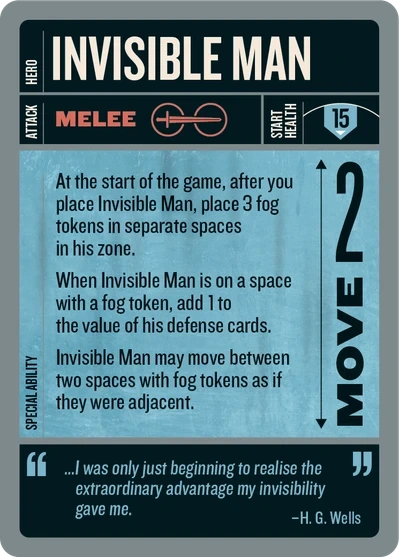 HERO
INVISIBLE MAN
ATTACK
MELEE
START
HEALTH
15
SPECIAL ABILITY
At the start of the game, after you
place Invisible Man, place 3 fog
tokens in separate spaces
in his zone.
When Invisible Man is on a space
with a fog token, add 1 to
the value of his defense cards.
Invisible Man may move between
two spaces with fog tokens as if
they were adjacent.
MOVE 2
“ ...I was only just beginning to realise the ”
extraordinary advantage my invisibility
gave me.
–H. G. Wells